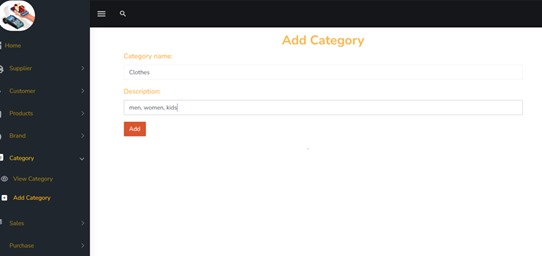 Home
Supplier
Customer
Products
Brand
Category
View Category
Add Category
Sales
Purchase
Add Category
Category name:
Clothes
Description:
men, women, kids
Add